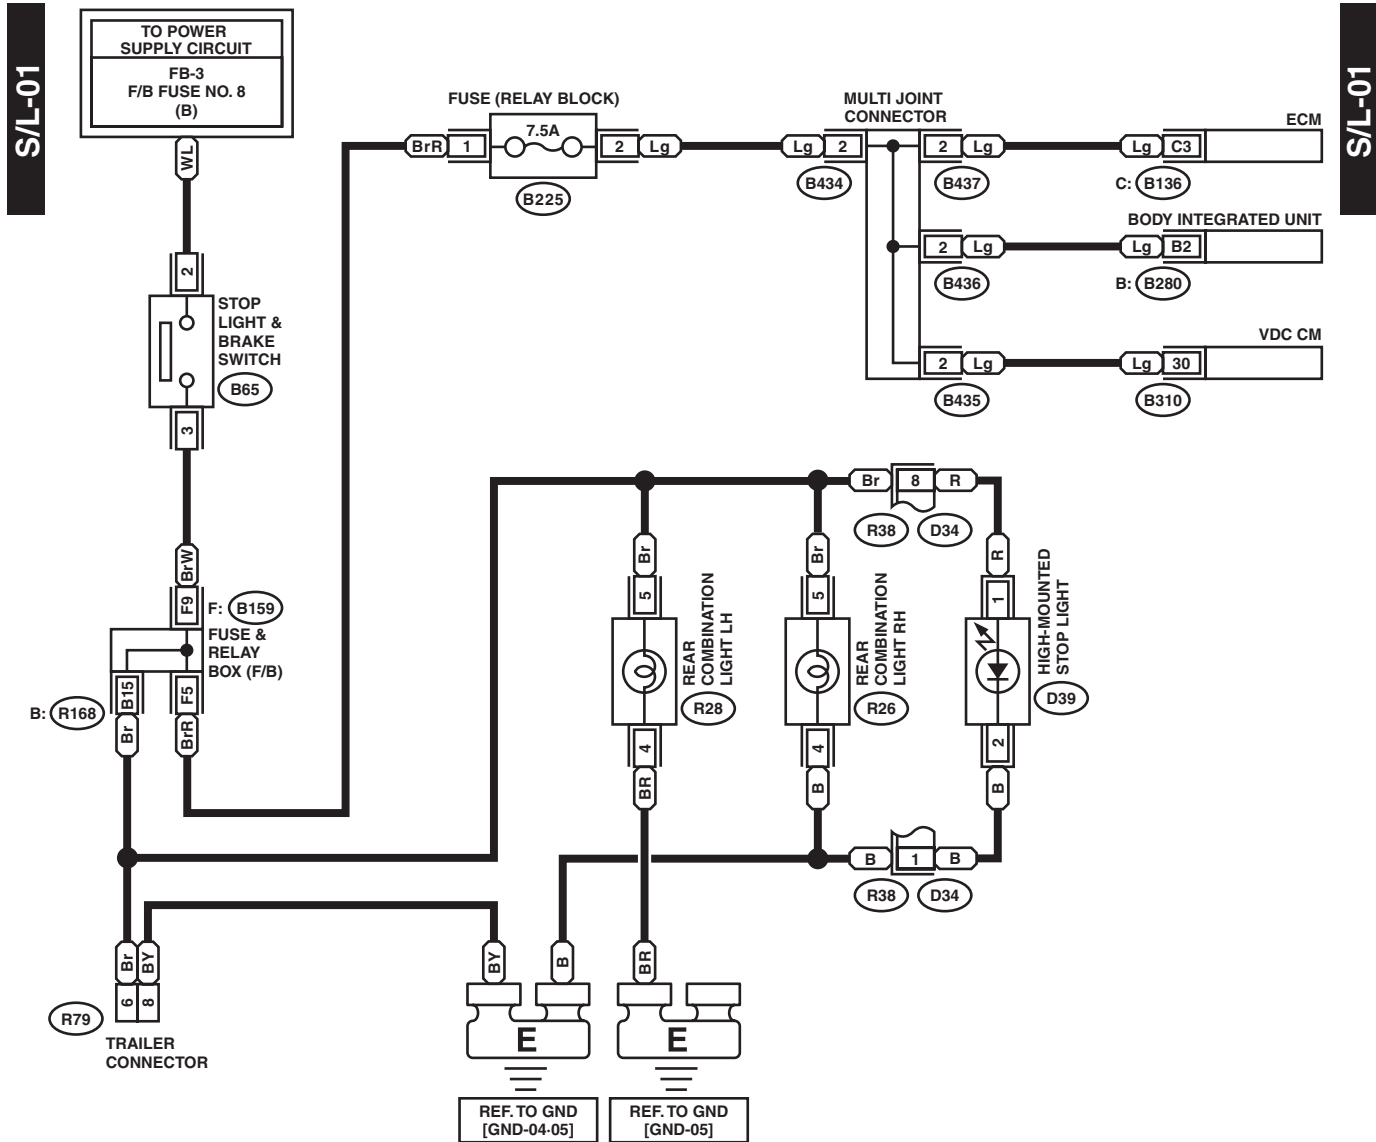 S/L-01
S/L-01
TO POWER
SUPPLY CIRCUIT
FB-3
F/B FUSE NO. 8
(B)
WL
2
STOP
LIGHT &
BRAKE
SWITCH
B65
3
BrW
F9
F: B159
FUSE &
RELAY
BOX (F/B)
B15
F5
B: R168
Br
BrR
FUSE (RELAY BLOCK)
BrR 1
7.5A
2 Lg
B225
MULTI JOINT
CONNECTOR
Lg 2
B434
2 Lg
B437
ECM
Lg C3
C: B136
BODY INTEGRATED UNIT
2 Lg
Lg B2
B436
B: B280
VDC CM
2 Lg
Lg 30
B435
B310
Br 8 R
R38 D34
Br
5
REAR
COMBINATION
LIGHT LH
R28
4
BR
Br
5
REAR
COMBINATION
LIGHT RH
R26
4
B
R
1
HIGH-MOUNTED
STOP LIGHT
D39
2
B
B 1 B
R38 D34
Br BY
6 8
R79
TRAILER
CONNECTOR
BY
B
BR
E
E
REF. TO GND
[GND-04·05]
REF. TO GND
[GND-05]